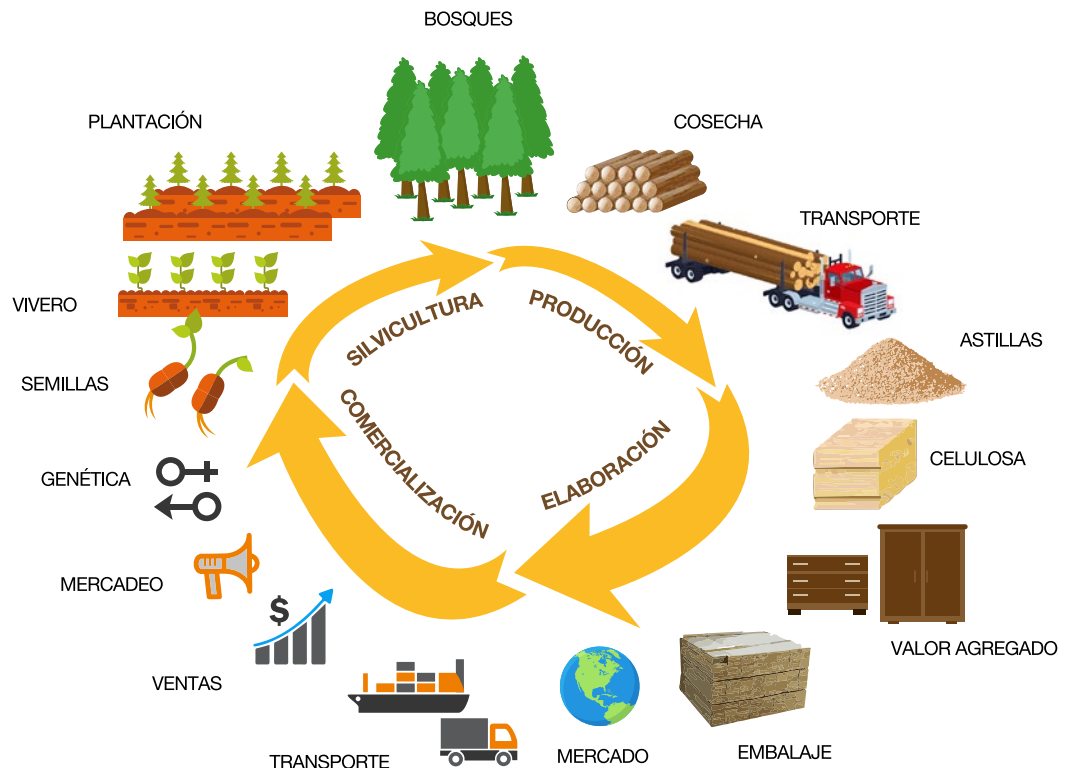 BOSQUES
PLANTACIÓN
COSECHA
TRANSPORTE
VIVERO
SILVICULTURA
PRODUCCIÓN
ASTILLAS
SEMILLAS
COMERCIALIZACIÓN
ELABORACIÓN
CELULOSA
GENÉTICA
MERCADEO
VALOR AGREGADO
$
VENTAS
TRANSPORTE
MERCADO
EMBALAJE